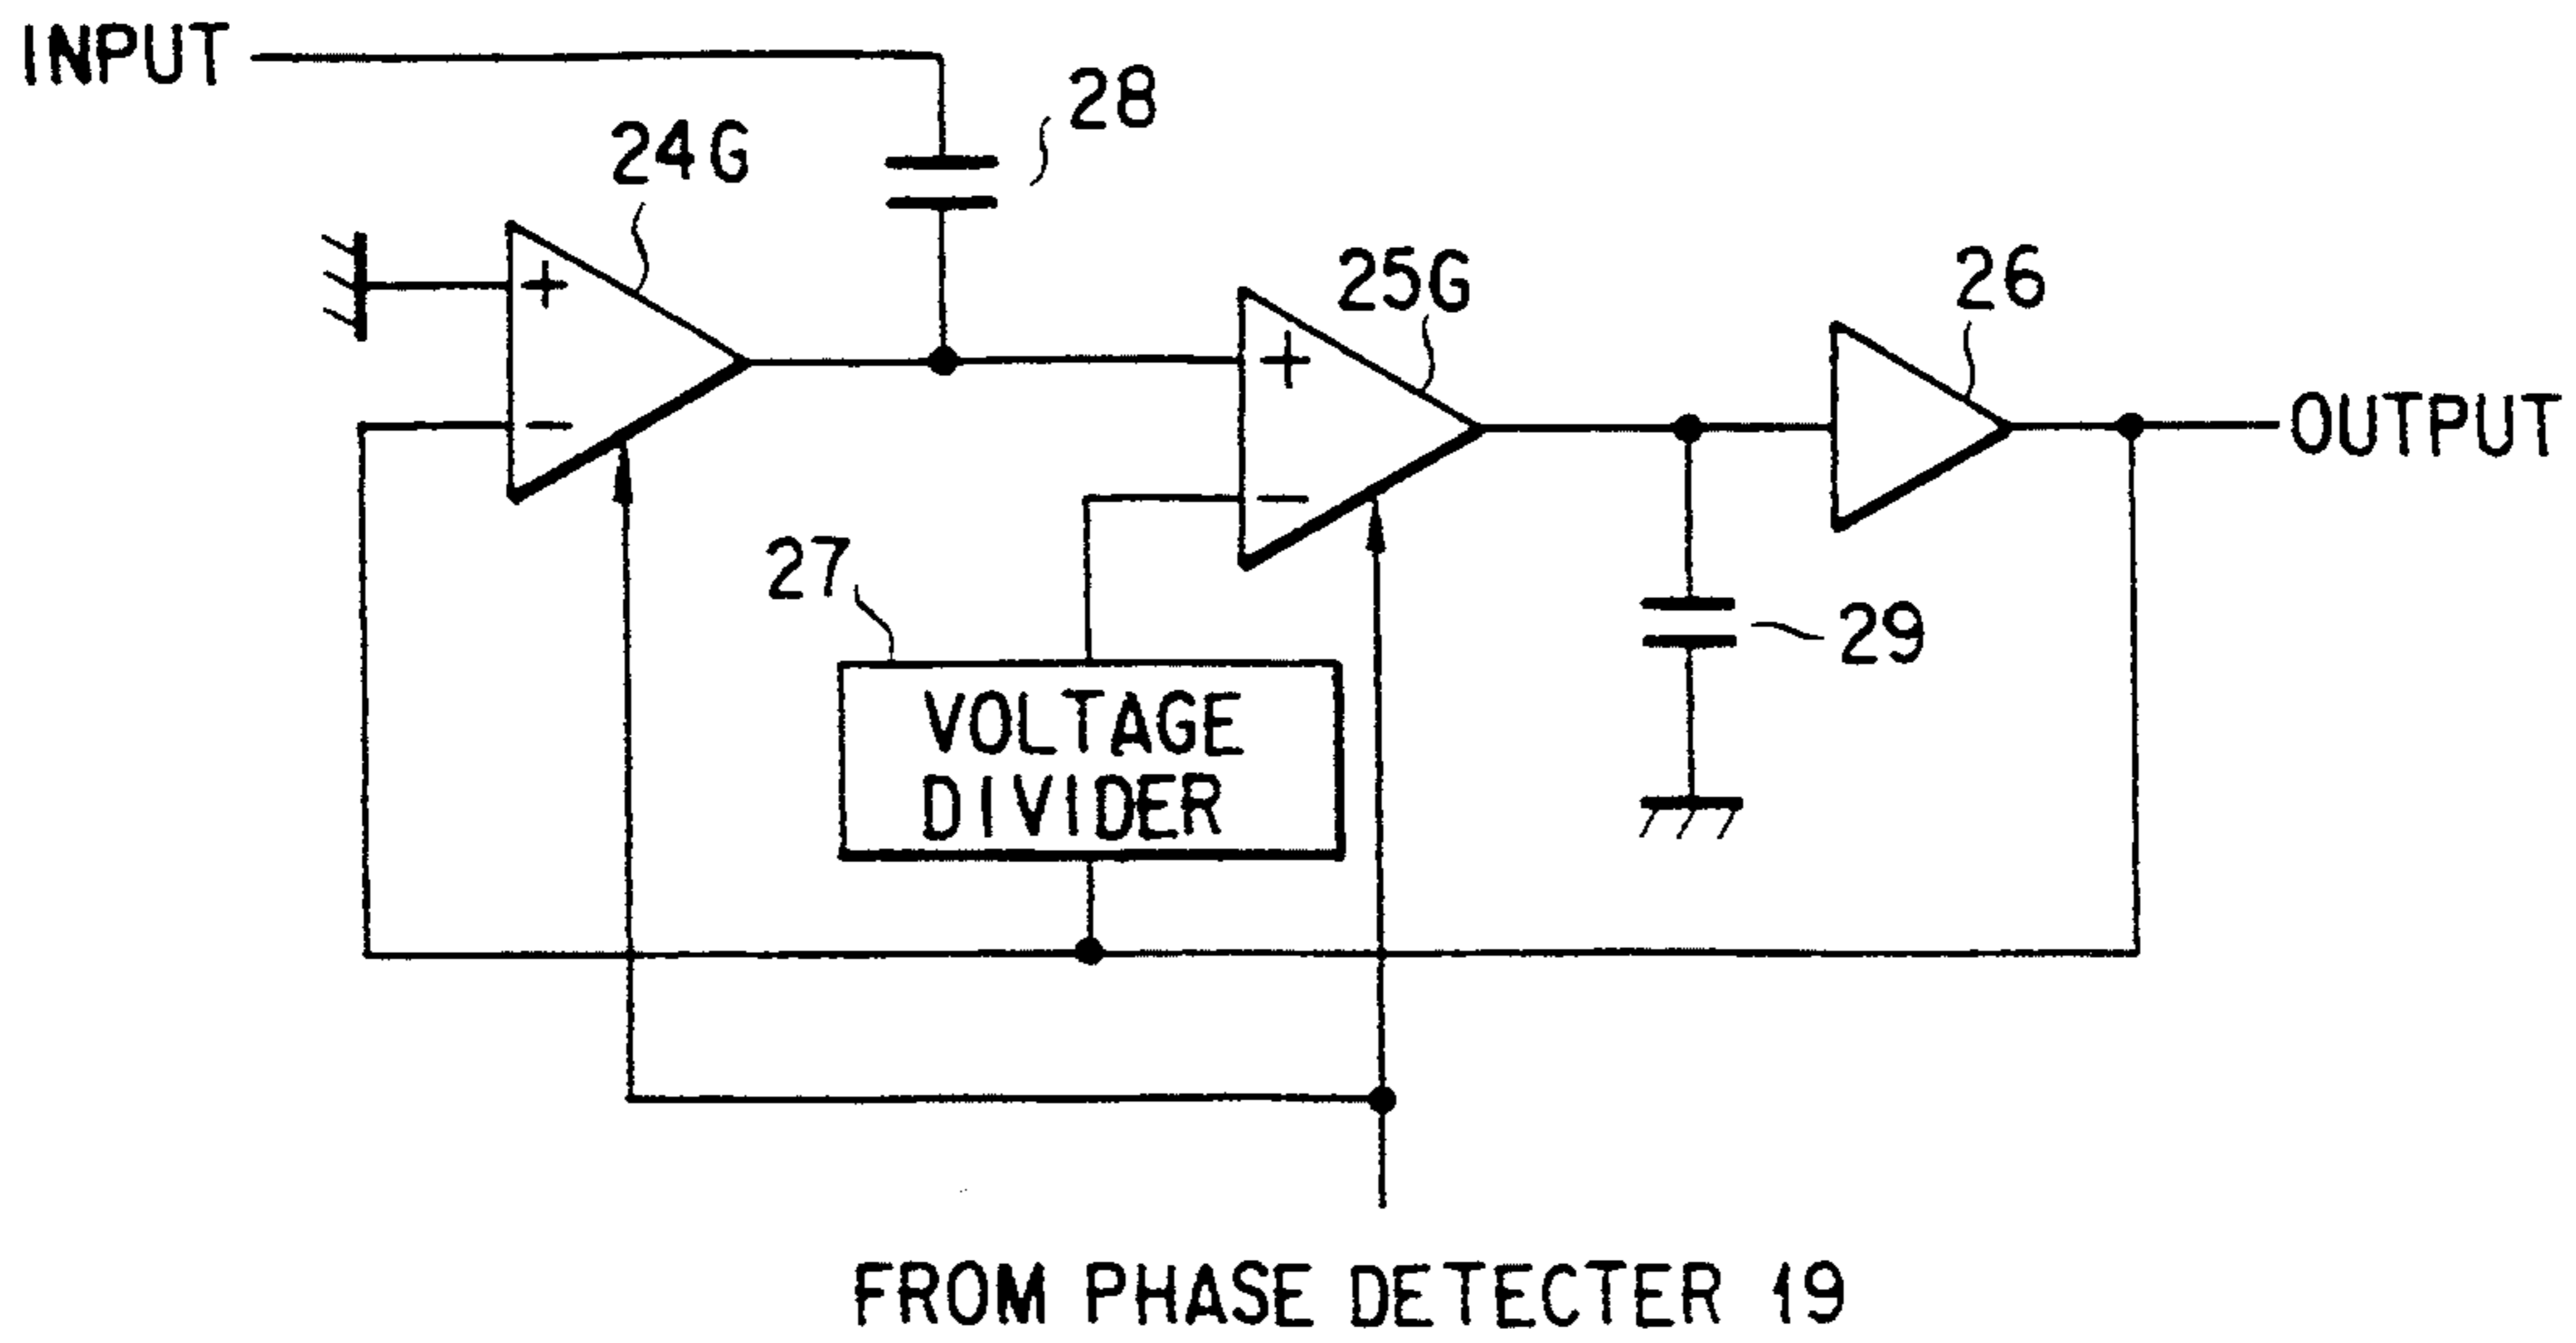 INPUT
28
24G
25G
26
+
+
-
OUTPUT
-
27
29
VOLTAGE
DIVIDER
FROM PHASE DETECTER 19